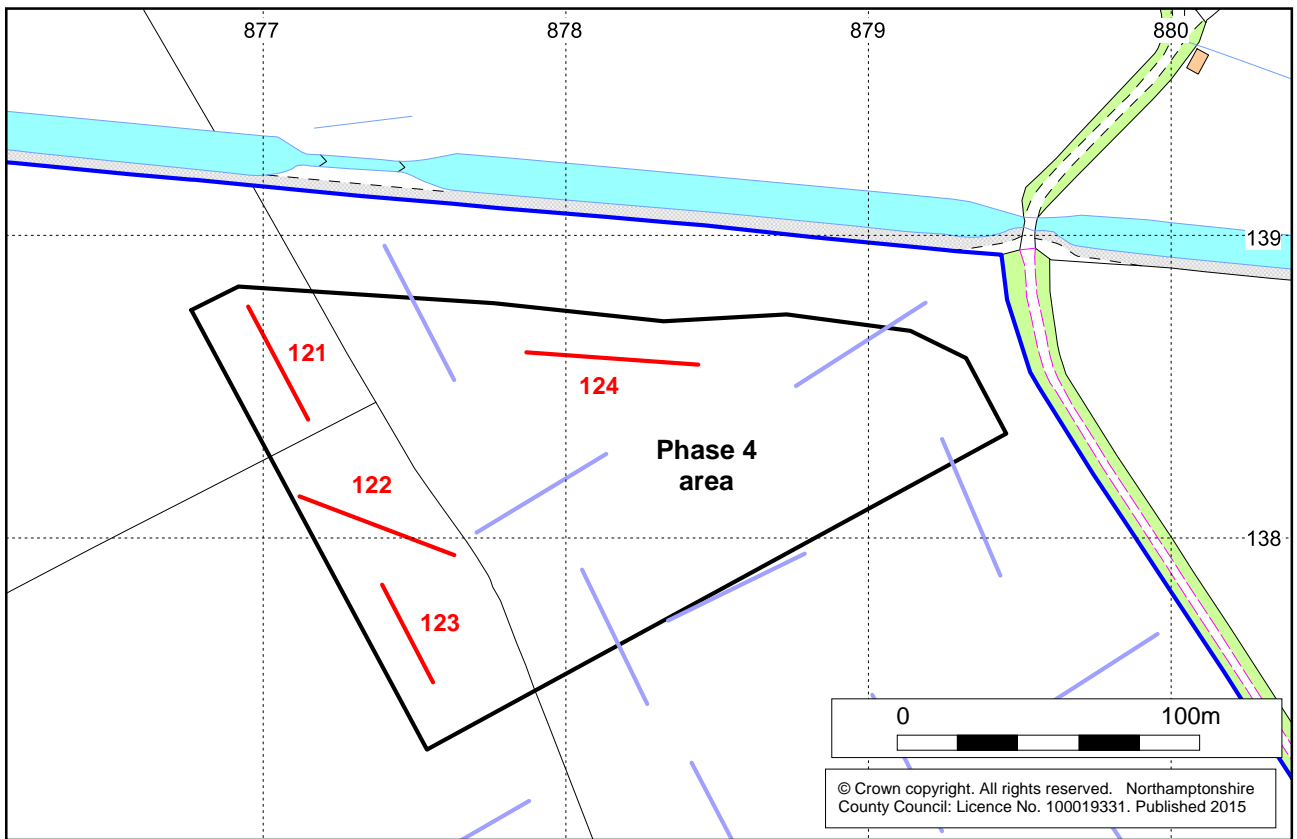 877 878 879 880
139
121
124
Phase 4
area
122
138
123
0 100m
© Crown copyright. All rights reserved. Northamptonshire
County Council: Licence No. 100019331. Published 2015